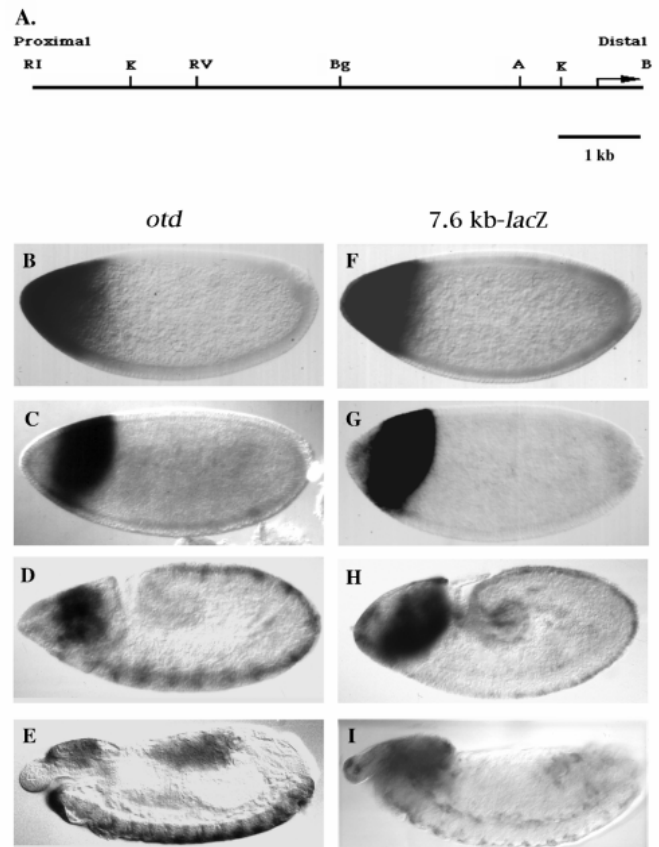 A.
Proximal Distal
RI K RV Bg A K B
1 kb
otd 7.6 kb-lacZ
B F
C G
D H
E I